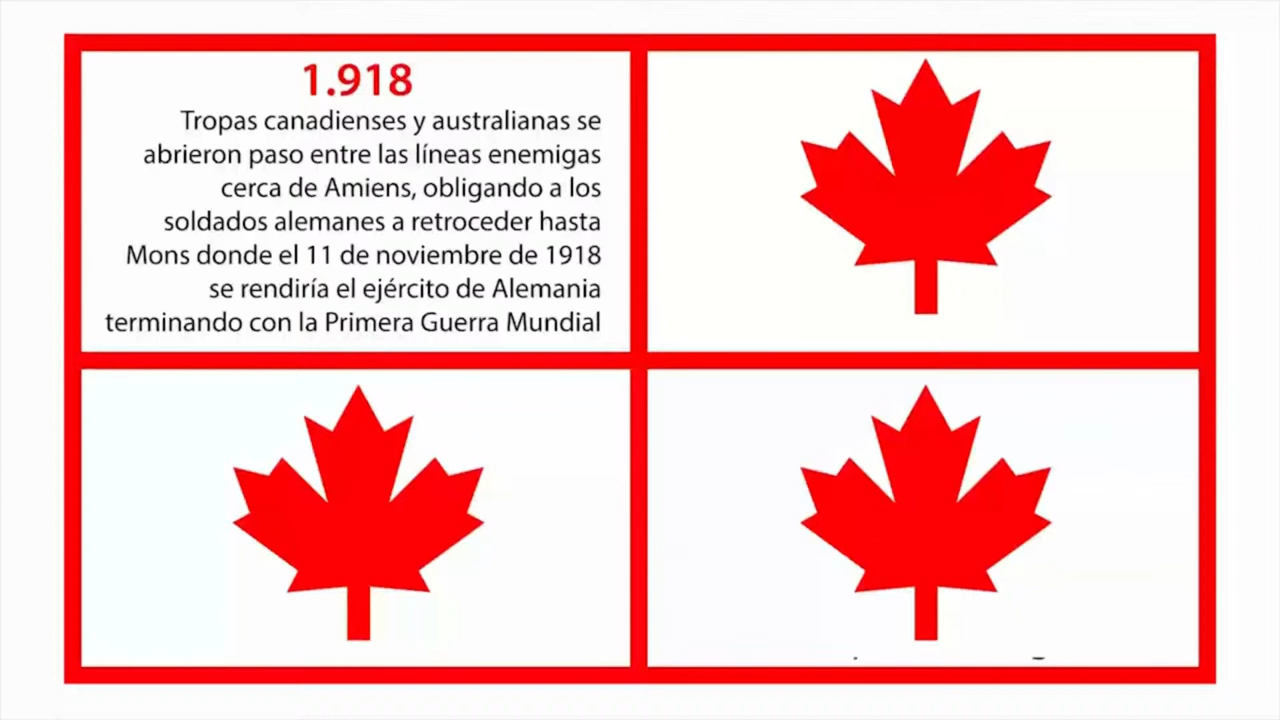 1.918
Tropas canadienses y australianas se
abrieron paso entre las líneas enemigas
cerca de Amiens, obligando a los
soldados alemanes a retroceder hasta
Mons donde el 11 de noviembre de 1918
se rendiría el ejército de Alemania
terminando con la Primera Guerra Mundial